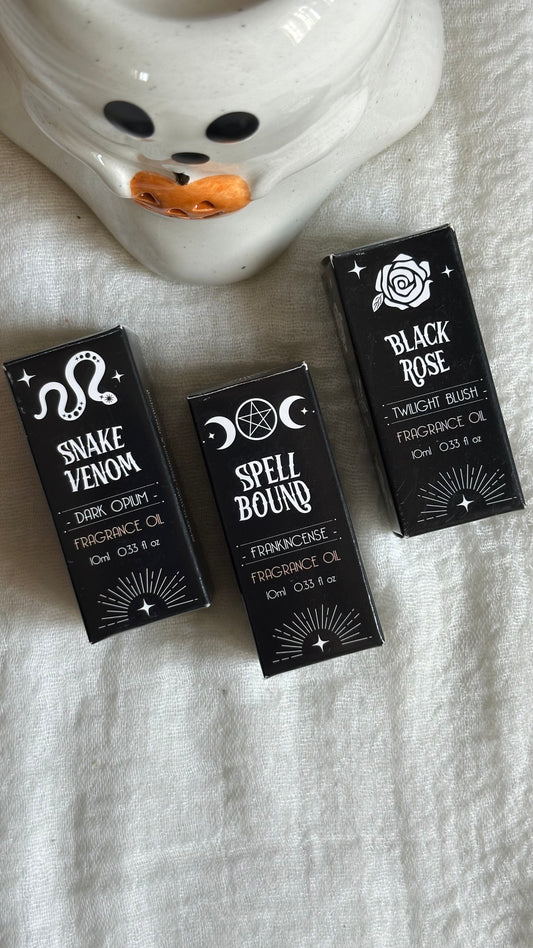 SNAKE
VENOM
DARK OPIUM
FRAGRANCE OIL
10ml 0.33 fl oz
SPELL
BOUND
FRANKINCENSE
FRAGRANCE OIL
10ml 0.33 fl oz
BLACK
ROSE
TWILIGHT BLUSH
FRAGRANCE OIL
10ml 0.33 fl oz